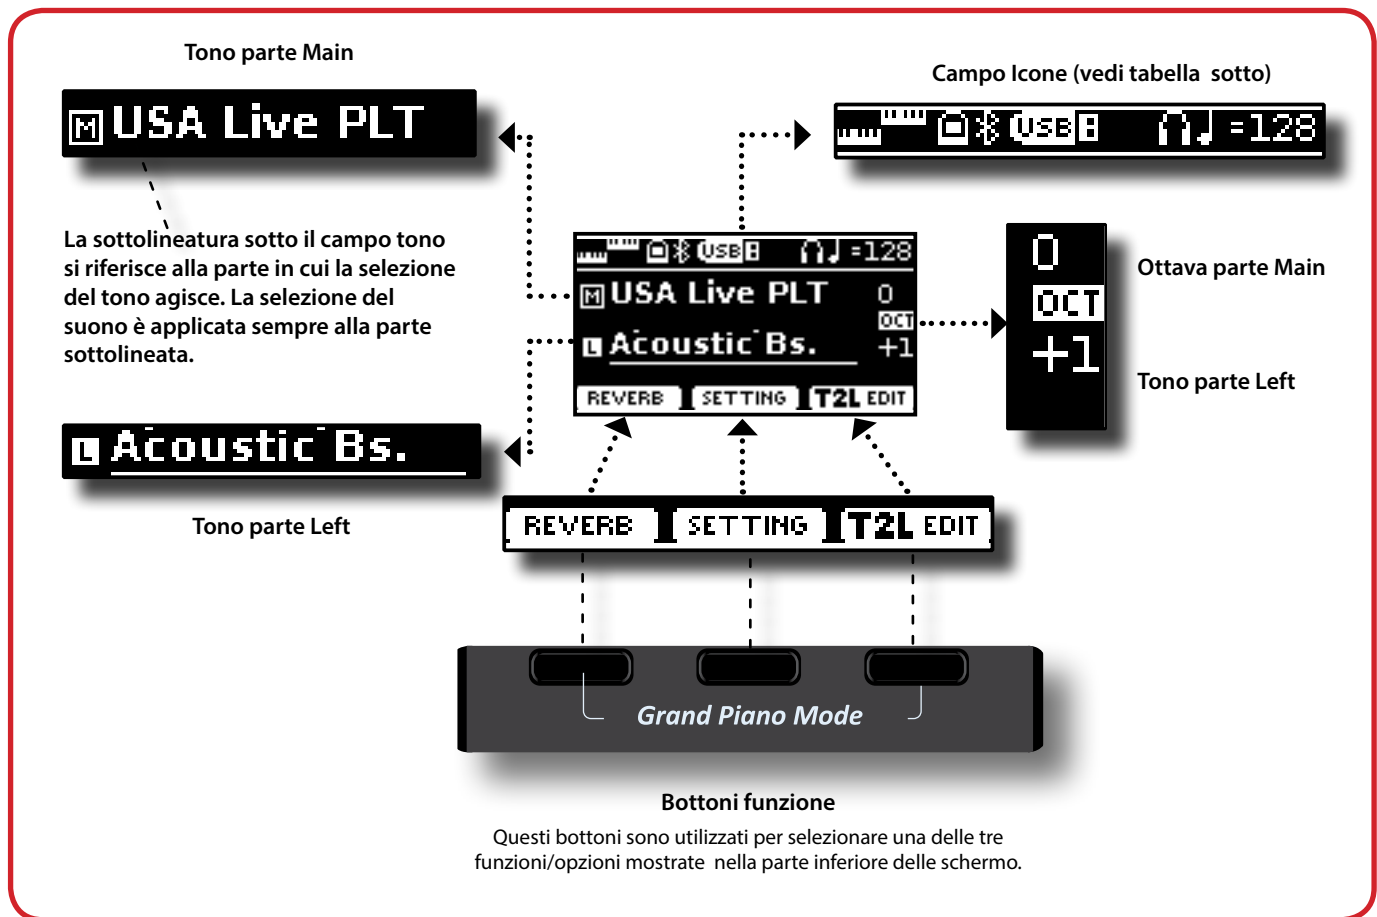 Tono parte Main
M USA Live PLT
La sottolineatura sotto il campo tono
si riferisce alla parte in cui la selezione
del tono agisce. La selezione del
suono è applicata sempre alla parte
sottolineata.
L Acoustic Bs.
Tono parte Left
Campo Icone (vedi tabella  sotto)
USB =128
USB =128
M USA Live PLT 0
OCT
L Acoustic Bs. +1
REVERB SETTING T2L EDIT
0
OCT
+1
Ottava parte Main
Tono parte Left
REVERB SETTING T2L EDIT
Grand Piano Mode
Bottoni funzione
Questi bottoni sono utilizzati per selezionare una delle tre
funzioni/opzioni mostrate  nella parte inferiore delle schermo.